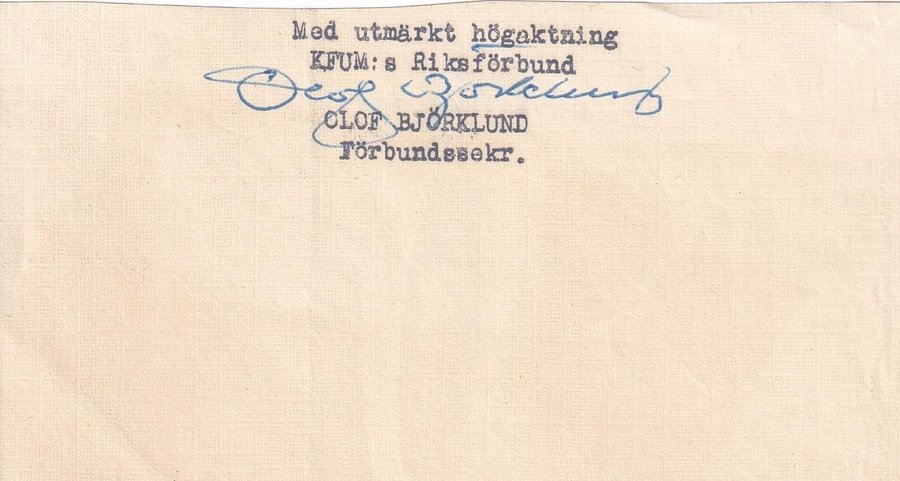 Med utmärkt högaktning
KFUM:s Riksförbund
Olof Björklund
OLOF BJÖRKLUND
Förbundssekr.